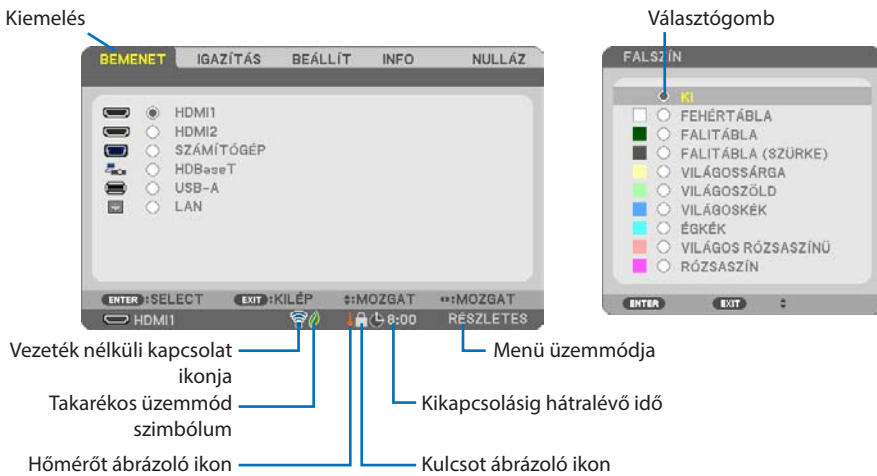 Kiemelés
Választógomb
BEMENET IGAZÍTÁS BEÁLLÍT INFO NULLÁZ
HDMI1
HDMI2
SZÁMÍTÓGÉP
HDBaseT
USB-A
LAN
ENTER :SELECT EXIT :KILÉP :MOZGAT :MOZGAT
HDMI1 8:00 RÉSZLETES
FALSZÍN
KI
FEHÉRTÁBLA
FALITÁBLA
FALITÁBLA (SZÜRKE)
VILÁGOSSÁRGA
VILÁGOSZÖLD
VILÁGOSKÉK
ÉGKÉK
VILÁGOS RÓZSASZÍNŰ
RÓZSASZÍN
ENTER EXIT
Vezeték nélküli kapcsolat
ikonja
Menü üzemmódja
Takarékos üzemmód
szimbólum
Kikapcsolásig hátralévő idő
Hőmérőt ábrázoló ikon
Kulcsot ábrázoló ikon